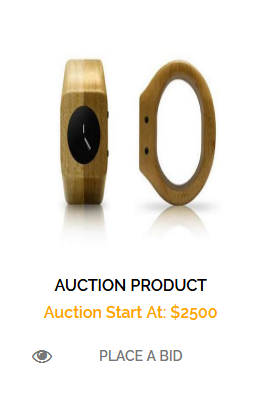 AUCTION PRODUCT
Auction Start At: $2500
PLACE A BID